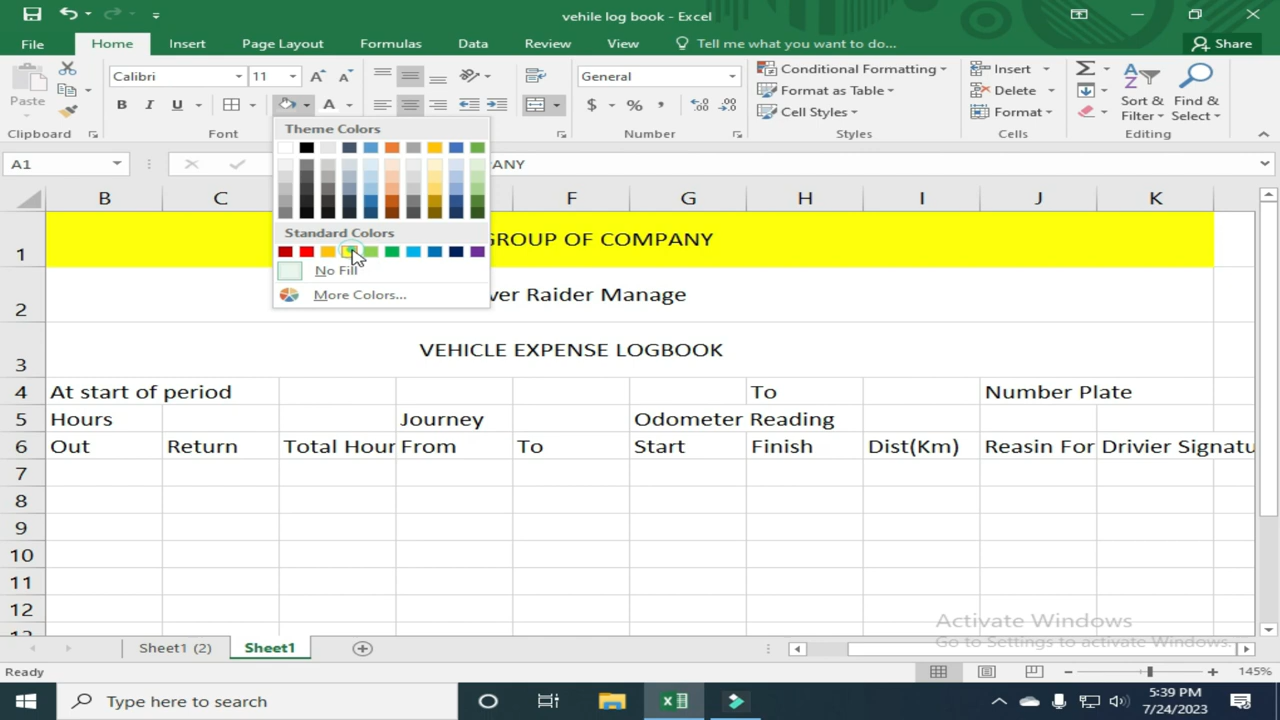 vehile log book - Excel
File Home Insert Page Layout Formulas Data Review View Tell me what you want to do... Share
Paste
Calibri 11
B I U A
General
$ % ,
Conditional Formatting
Format as Table
Cell Styles
Insert
Delete
Format
Sort & Filter
Find & Select
Clipboard Font Number Styles Cells Editing
A1
ANY
Theme Colors
Standard Colors
No Fill
More Colors...
B C F G H I J K
1 GROUP OF COMPANY
2 ver Raider Manage
3 VEHICLE EXPENSE LOGBOOK
4 At start of period To Number Plate
5 Hours Journey Odometer Reading
6 Out Return Total Hour From To Start Finish Dist(Km) Reasin For Drivier Signatu
7
8
9
10
11
12
13
Activate Windows
Go to Settings to activate Windows.
Sheet1 (2) Sheet1
Ready 145%
Type here to search
5:39 PM
7/24/2023